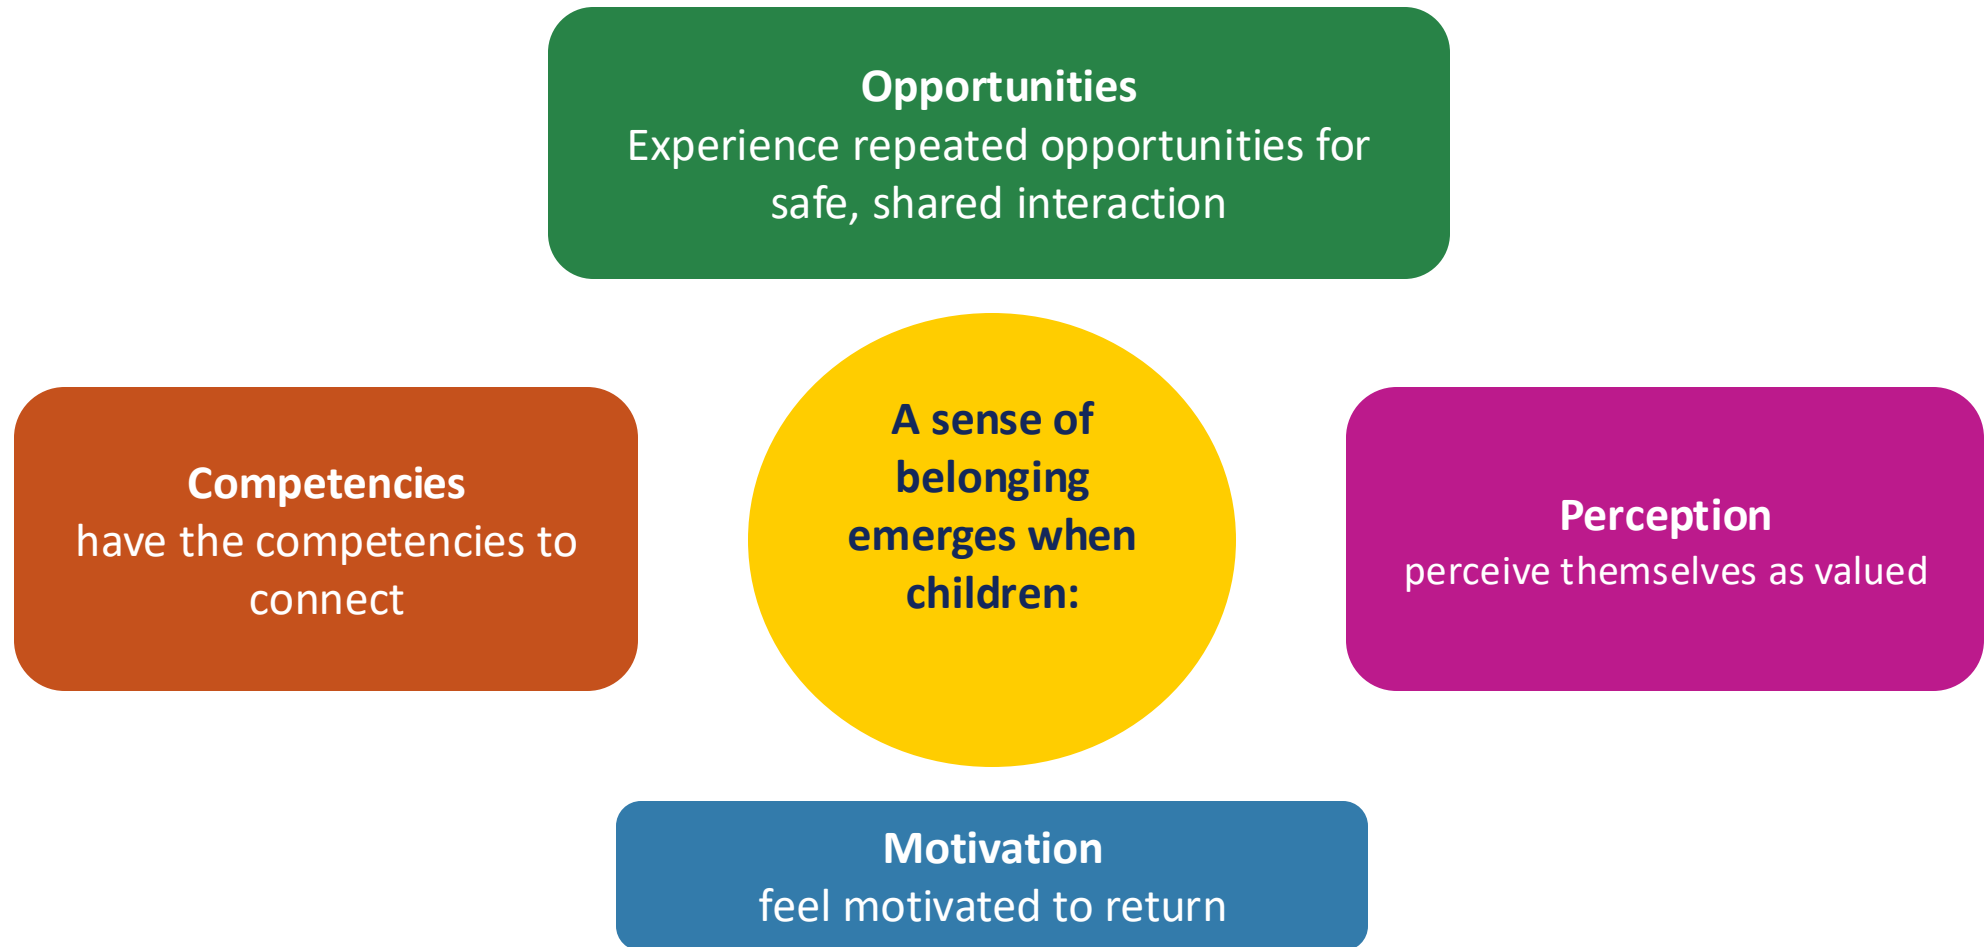 Opportunities
Experience repeated opportunities for
safe, shared interaction
Competencies
have the competencies to
connect
A sense of
belonging
emerges when
children:
Perception
perceive themselves as valued
Motivation
feel motivated to return